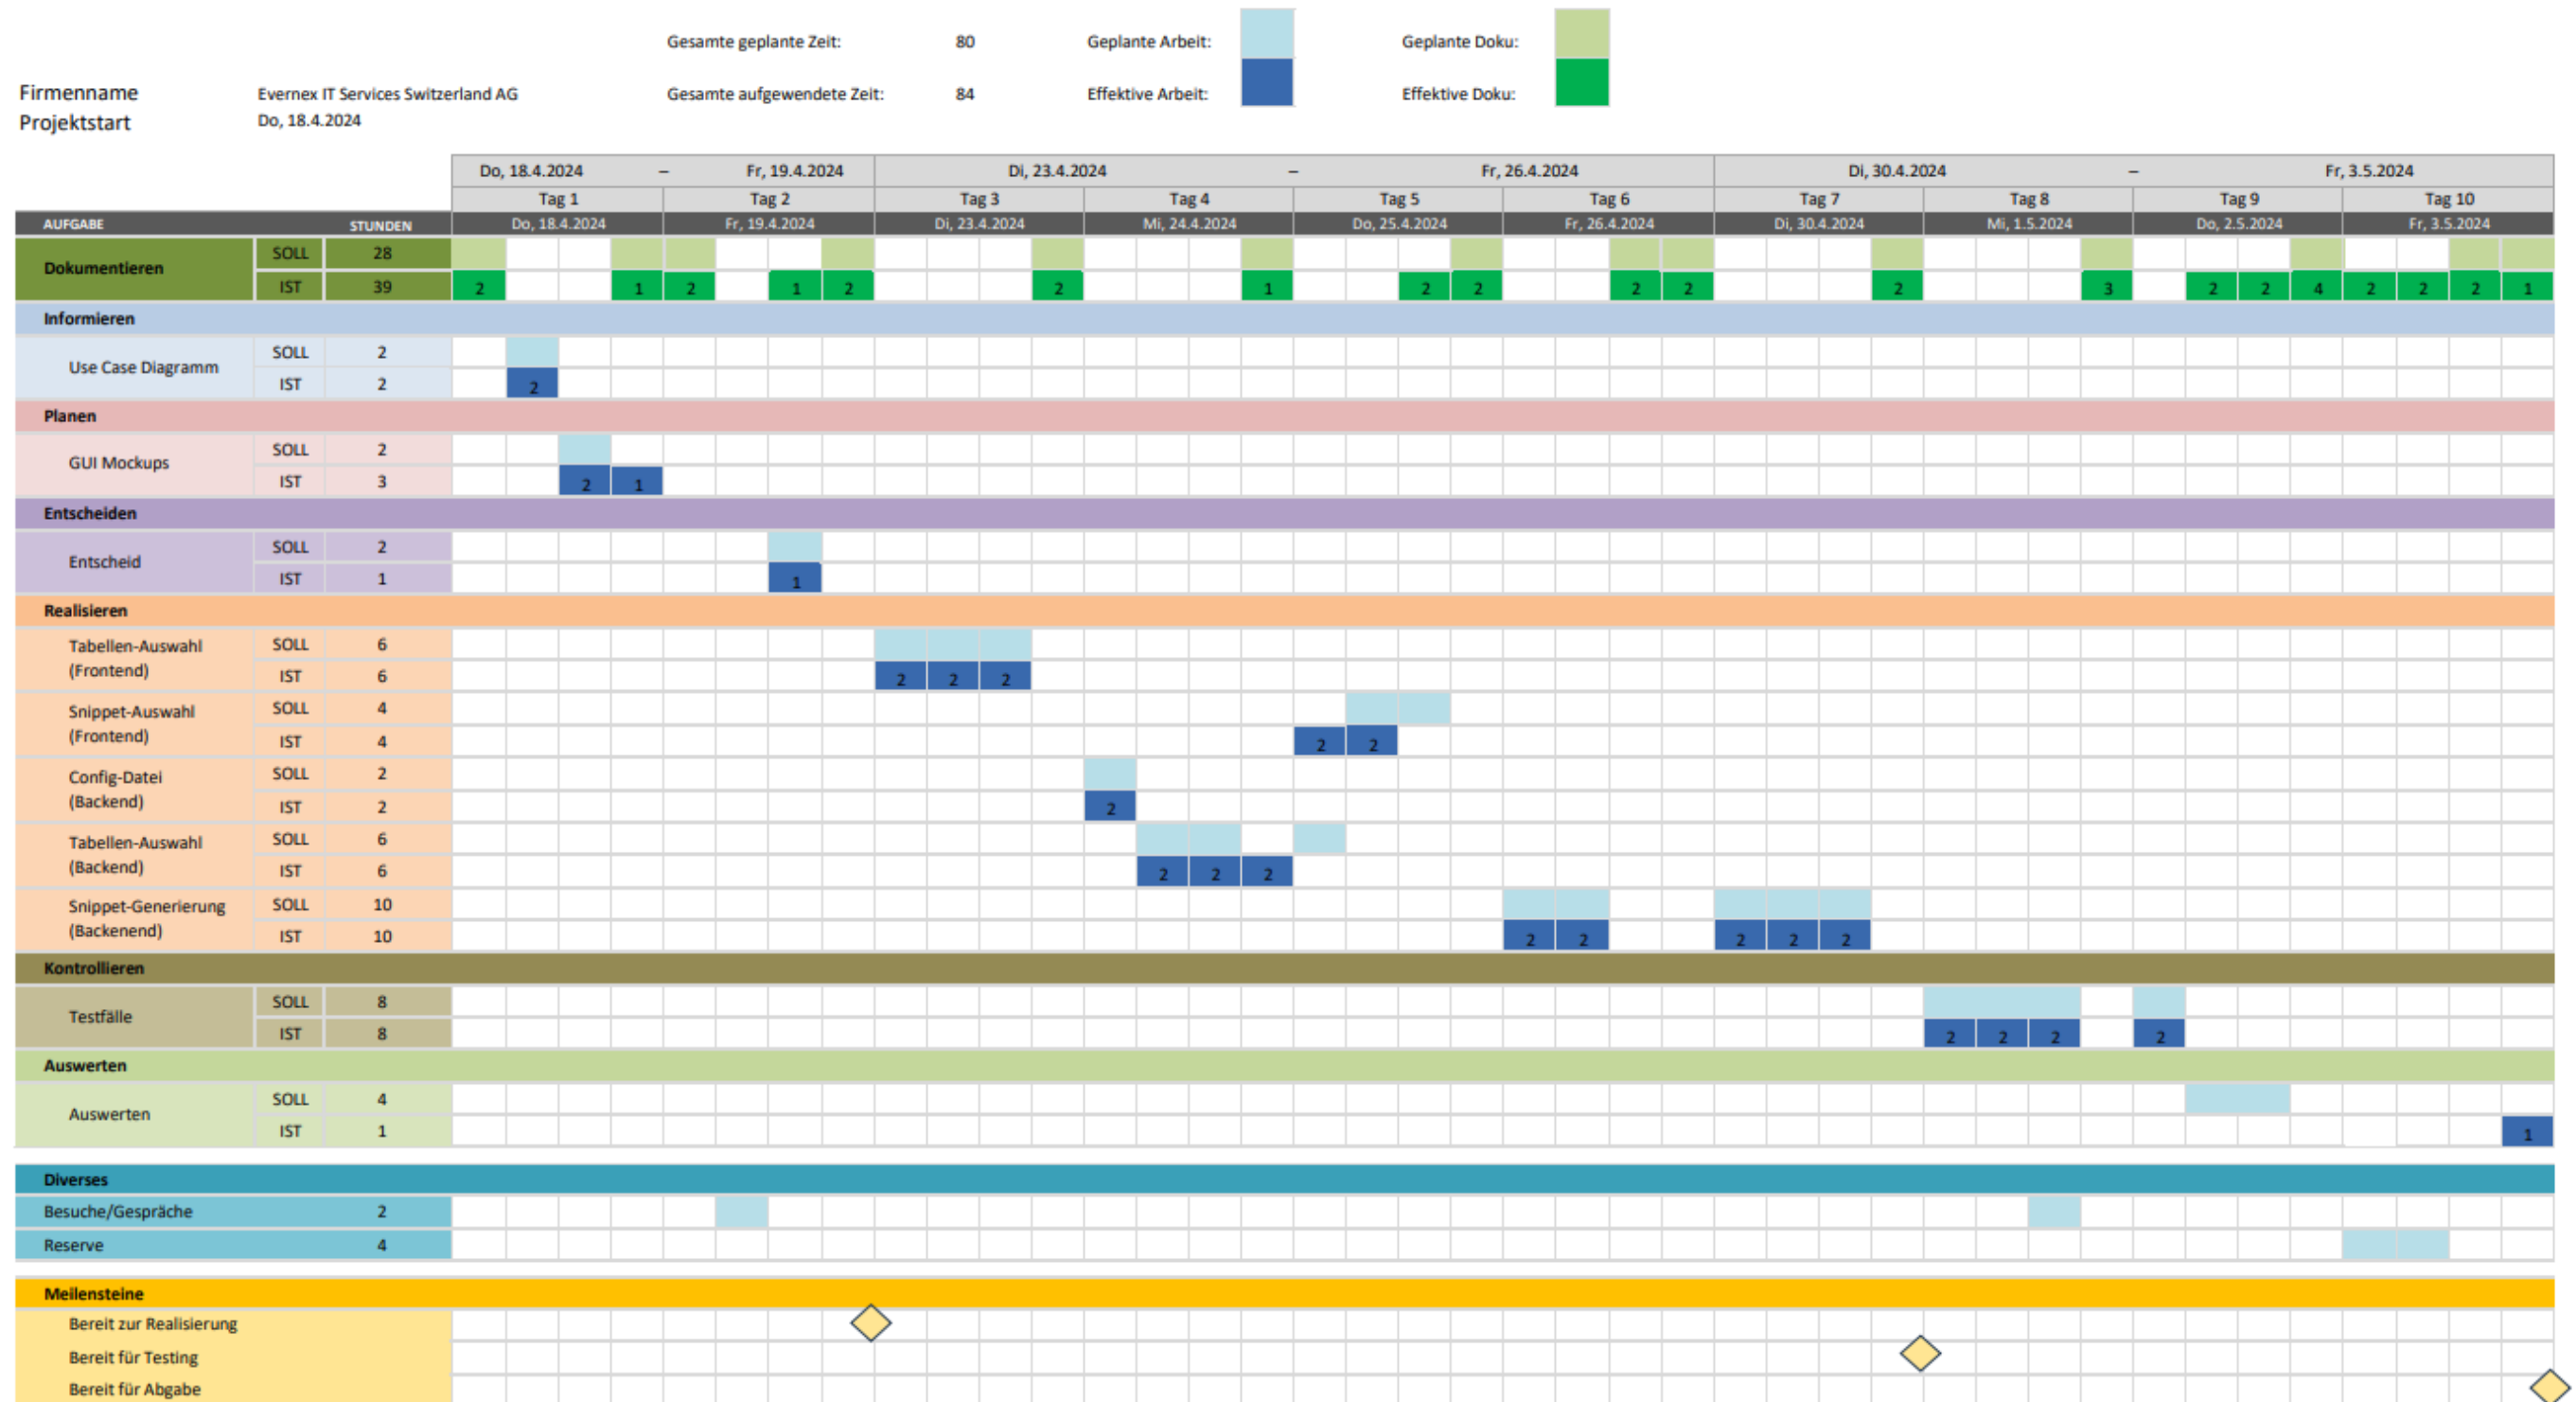 Gesamte geplante Zeit: 80 Geplante Arbeit: Geplante Doku:
Firmenname Evernex IT Services Switzerland AG Gesamte aufgewendete Zeit: 84 Effektive Arbeit: Effektive Doku:
Projektstart Do, 18.4.2024
Do, 18.4.2024 – Fr, 19.4.2024 Di, 23.4.2024 – Fr, 26.4.2024 Di, 30.4.2024 – Fr, 3.5.2024
Tag 1 Tag 2 Tag 3 Tag 4 Tag 5 Tag 6 Tag 7 Tag 8 Tag 9 Tag 10
AUFGABE STUNDEN Do, 18.4.2024 Fr, 19.4.2024 Di, 23.4.2024 Mi, 24.4.2024 Do, 25.4.2024 Fr, 26.4.2024 Di, 30.4.2024 Mi, 1.5.2024 Do, 2.5.2024 Fr, 3.5.2024
Dokumentieren
SOLL 28
IST 39 2 1 2 1 2 2 1 2 2 2 2 2 3 2 2 4 2 2 2 1
Informieren
Use Case Diagramm
SOLL 2
IST 2 2
Planen
GUI Mockups
SOLL 2
IST 3 2 1
Entscheiden
Entscheid
SOLL 2
IST 1 1
Realisieren
Tabellen-Auswahl
(Frontend)
SOLL 6
IST 6 2 2 2
Snippet-Auswahl
(Frontend)
SOLL 4
IST 4 2 2
Config-Datei
(Backend)
SOLL 2
IST 2 2
Tabellen-Auswahl
(Backend)
SOLL 6
IST 6 2 2 2
Snippet-Generierung
(Backenend)
SOLL 10
IST 10 2 2 2 2 2
Kontrollieren
Testfälle
SOLL 8
IST 8 2 2 2 2
Auswerten
Auswerten
SOLL 4
IST 1 1
Diverses
Besuche/Gespräche 2
Reserve 4
Meilensteine
Bereit zur Realisierung
Bereit für Testing
Bereit für Abgabe